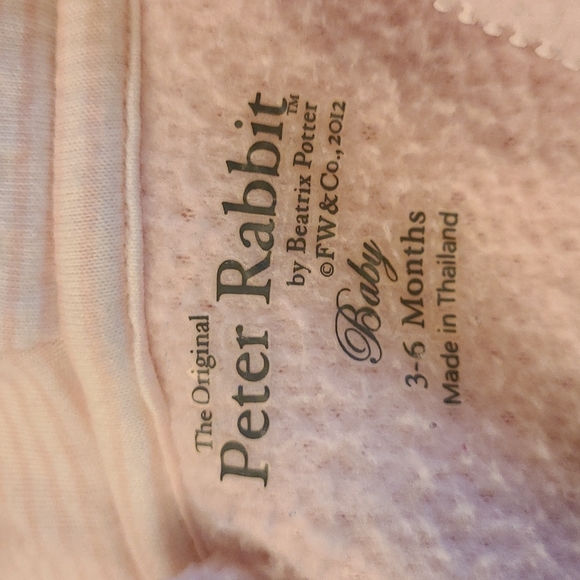 The Original
Peter Rabbit™
by Beatrix Potter
©FW&Co., 2012
Baby
3-6 Months
Made in Thailand